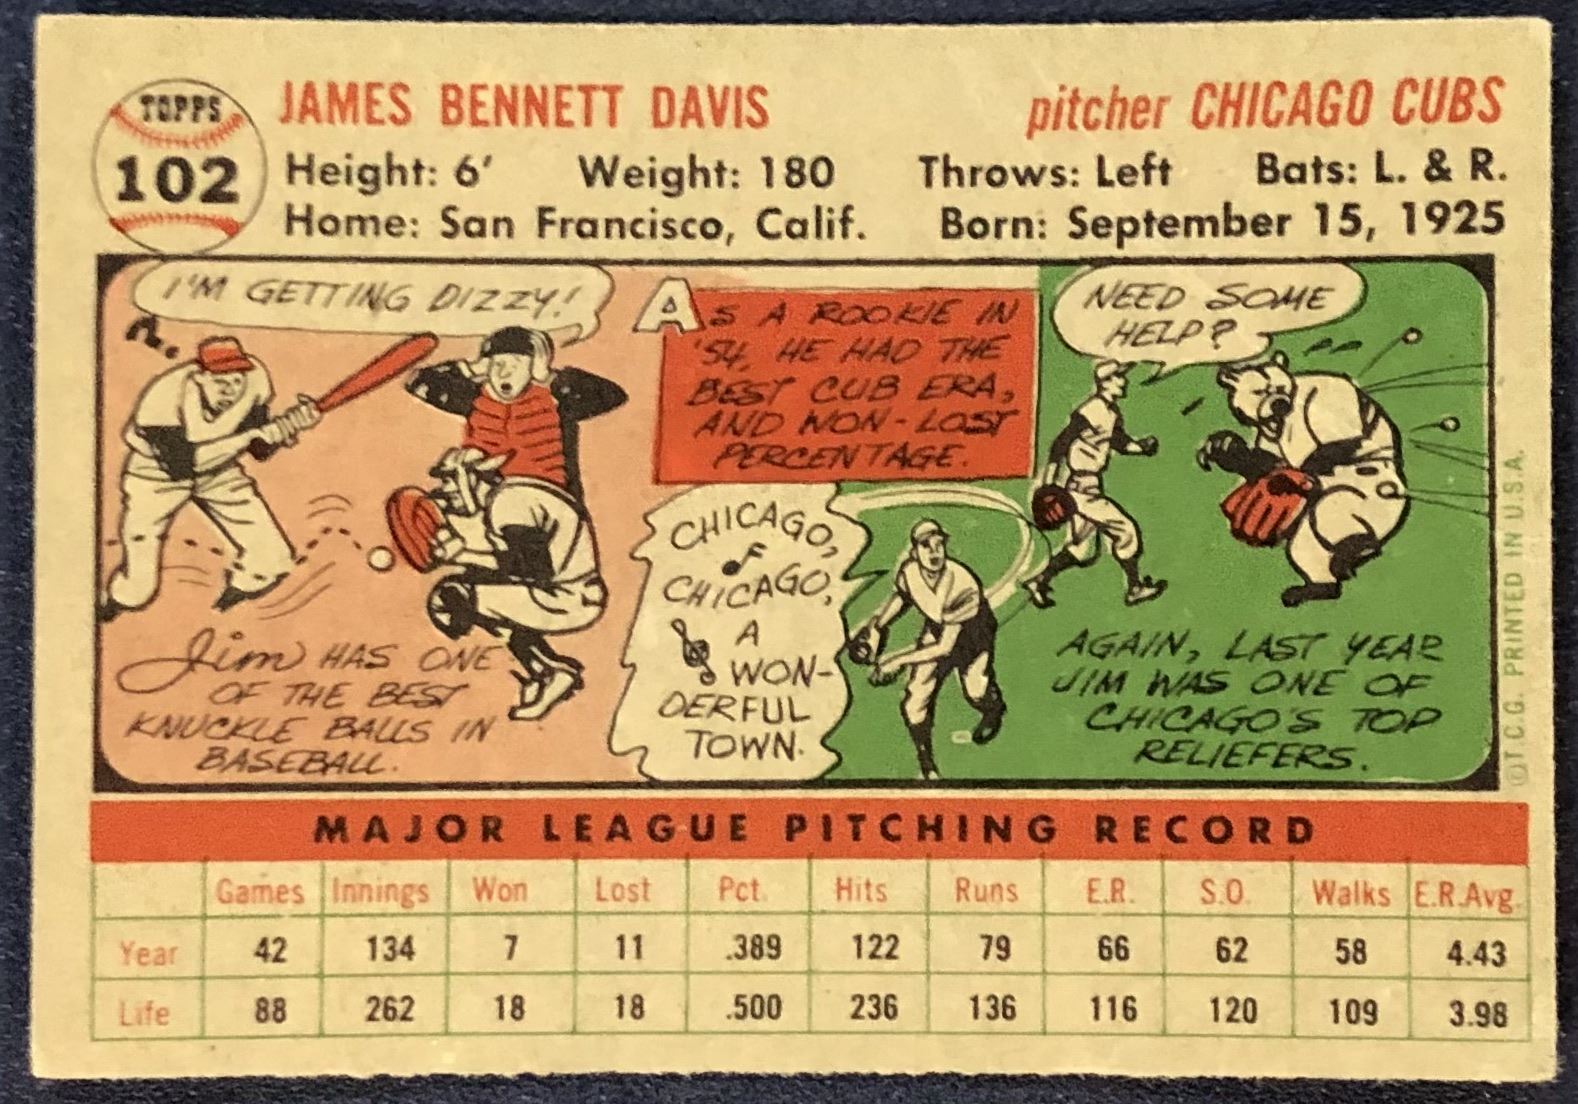 TOPPS
102
JAMES BENNETT DAVIS
pitcher CHICAGO CUBS
Height: 6' Weight: 180 Throws: Left Bats: L. & R.
Home: San Francisco, Calif. Born: September 15, 1925
I'M GETTING DIZZY!
Jim HAS ONE
OF THE BEST
KNUCKLE BALLS IN
BASEBALL.
AS A ROOKIE IN
'54, HE HAD THE
BEST CUB ERA,
AND WON-LOST
PERCENTAGE.
CHICAGO,
CHICAGO,
A
WON-
DERFUL
TOWN.
NEED SOME
HELP?
AGAIN, LAST YEAR
JIM WAS ONE OF
CHICAGO'S TOP
RELIEFERS.
©T.C.G. PRINTED IN U.S.A.
MAJOR LEAGUE PITCHING RECORD
Games Innings Won Lost Pct. Hits Runs E.R. S.O. Walks E.R.Avg.
Year 42 134 7 11 .389 122 79 66 62 58 4.43
Life 88 262 18 18 .500 236 136 116 120 109 3.98